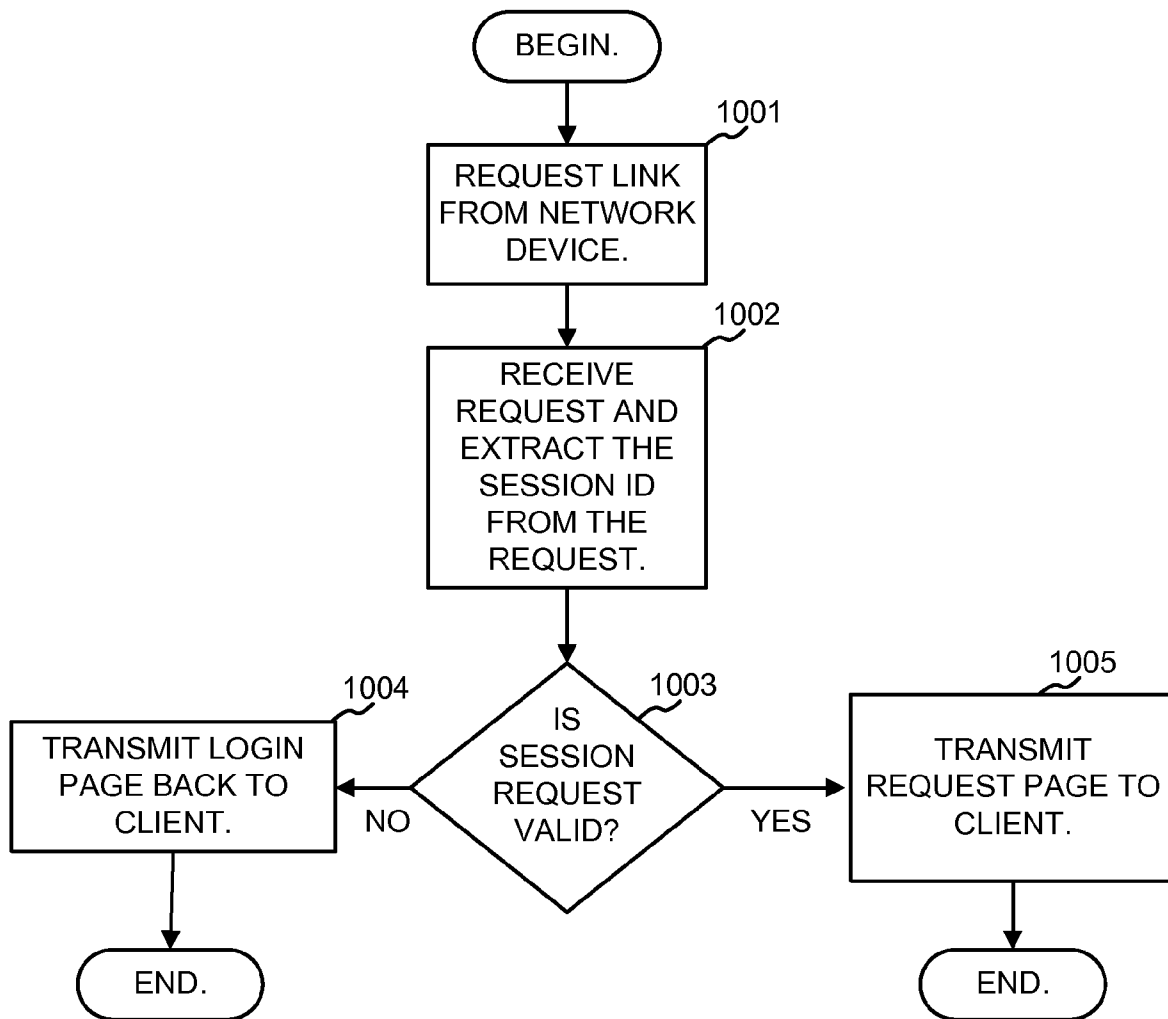 BEGIN.
1001
REQUEST LINK
FROM NETWORK
DEVICE.
1002
RECEIVE
REQUEST AND
EXTRACT THE
SESSION ID
FROM THE
REQUEST.
1003
IS
SESSION
REQUEST
VALID?
NO
YES
1004
TRANSMIT LOGIN
PAGE BACK TO
CLIENT.
END.
1005
TRANSMIT
REQUEST PAGE TO
CLIENT.
END.